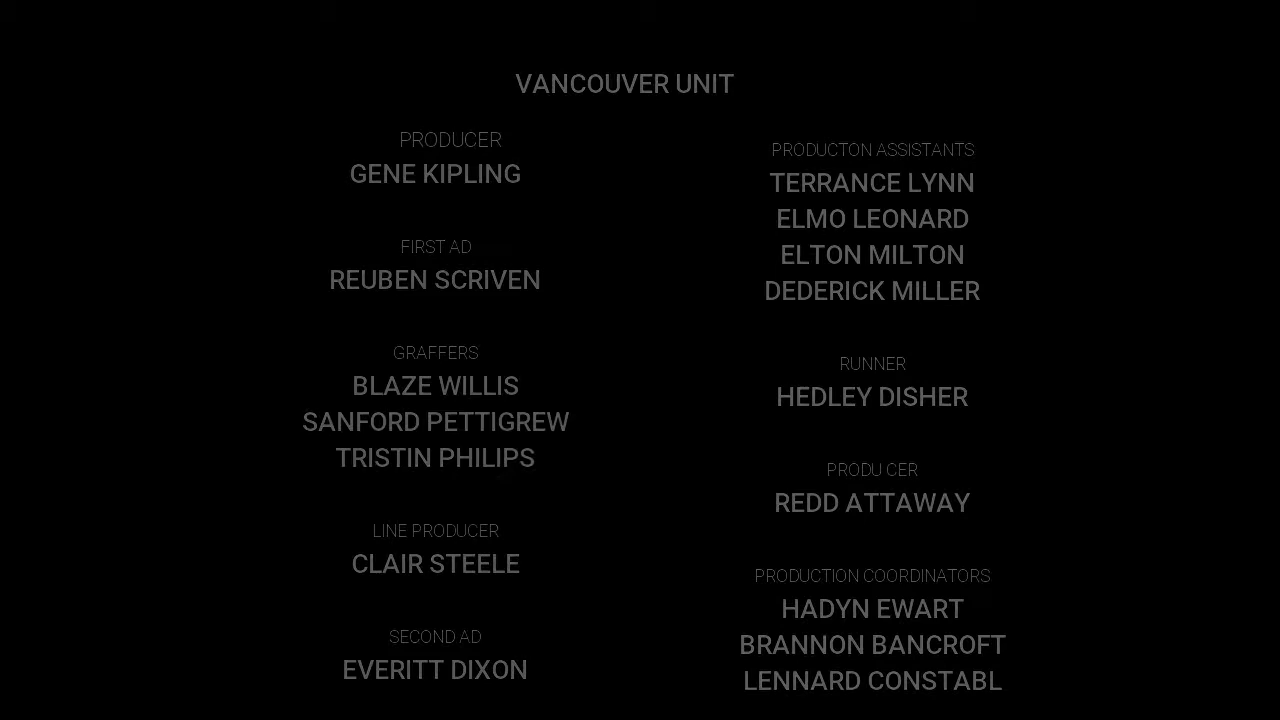 VANCOUVER UNIT
PRODUCER
GENE KIPLING
FIRST AD
REUBEN SCRIVEN
GRAFFERS
BLAZE WILLIS
SANFORD PETTIGREW
TRISTIN PHILIPS
LINE PRODUCER
CLAIR STEELE
SECOND AD
EVERITT DIXON
PRODUCTON ASSISTANTS
TERRANCE LYNN
ELMO LEONARD
ELTON MILTON
DEDERICK MILLER
RUNNER
HEDLEY DISHER
PRODU CER
REDD ATTAWAY
PRODUCTION COORDINATORS
HADYN EWART
BRANNON BANCROFT
LENNARD CONSTABL